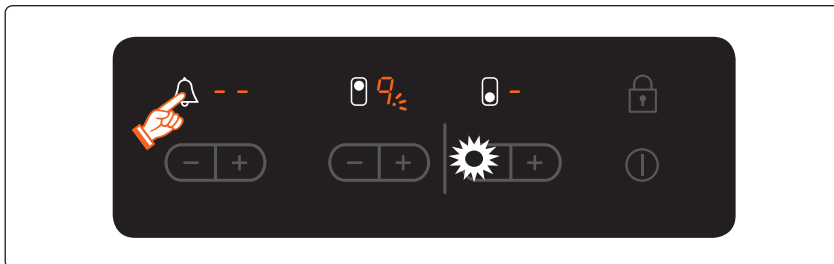 - - 9. -
- + - + +